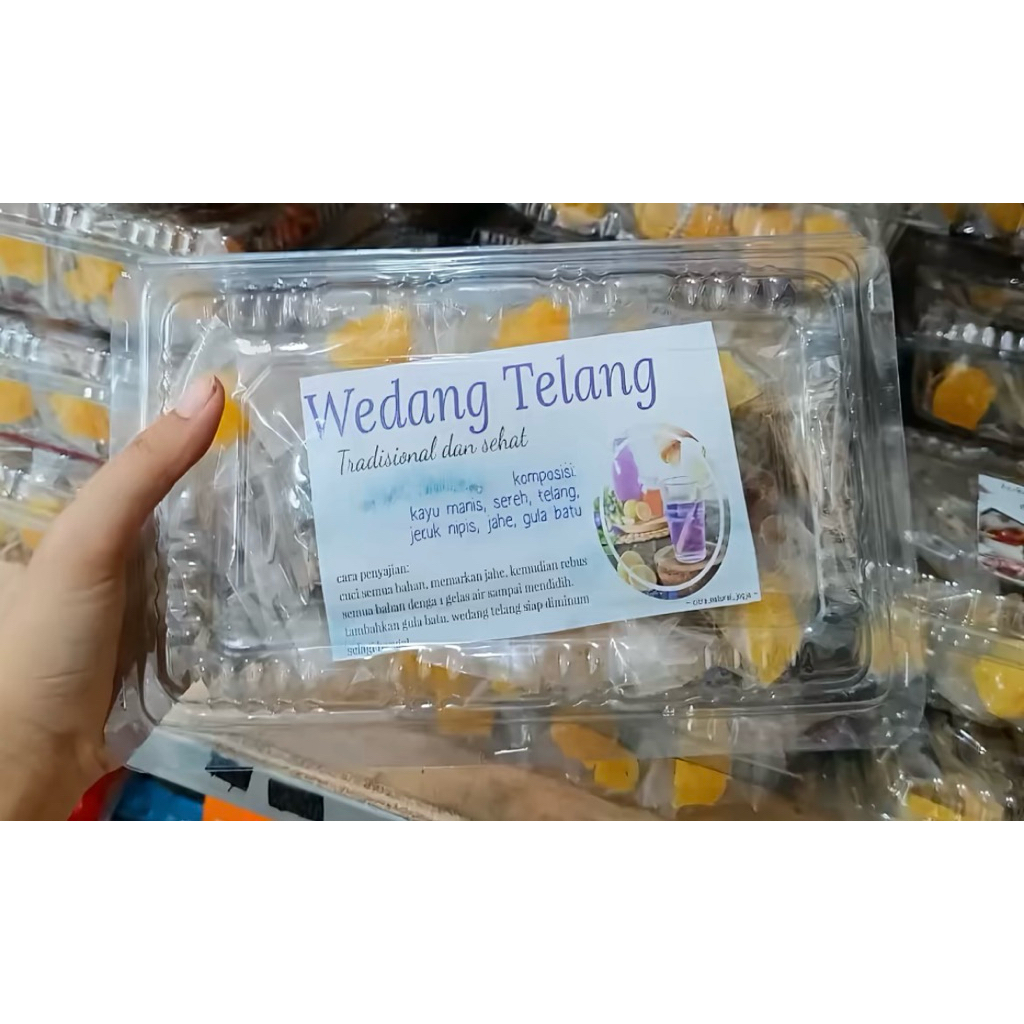 Wedang Telang
Tradisional dan sehat
komposisi:
kayu manis, sereh, telang,
jeruk nipis, jahe, gula batu
cara penyajian:
cuci semua bahan, memarkan jahe, kemudian rebus
semua bahan denga 1 gelas air sampai mendidih.
tambahkan gula batu. wedang telang siap diminum
selagi